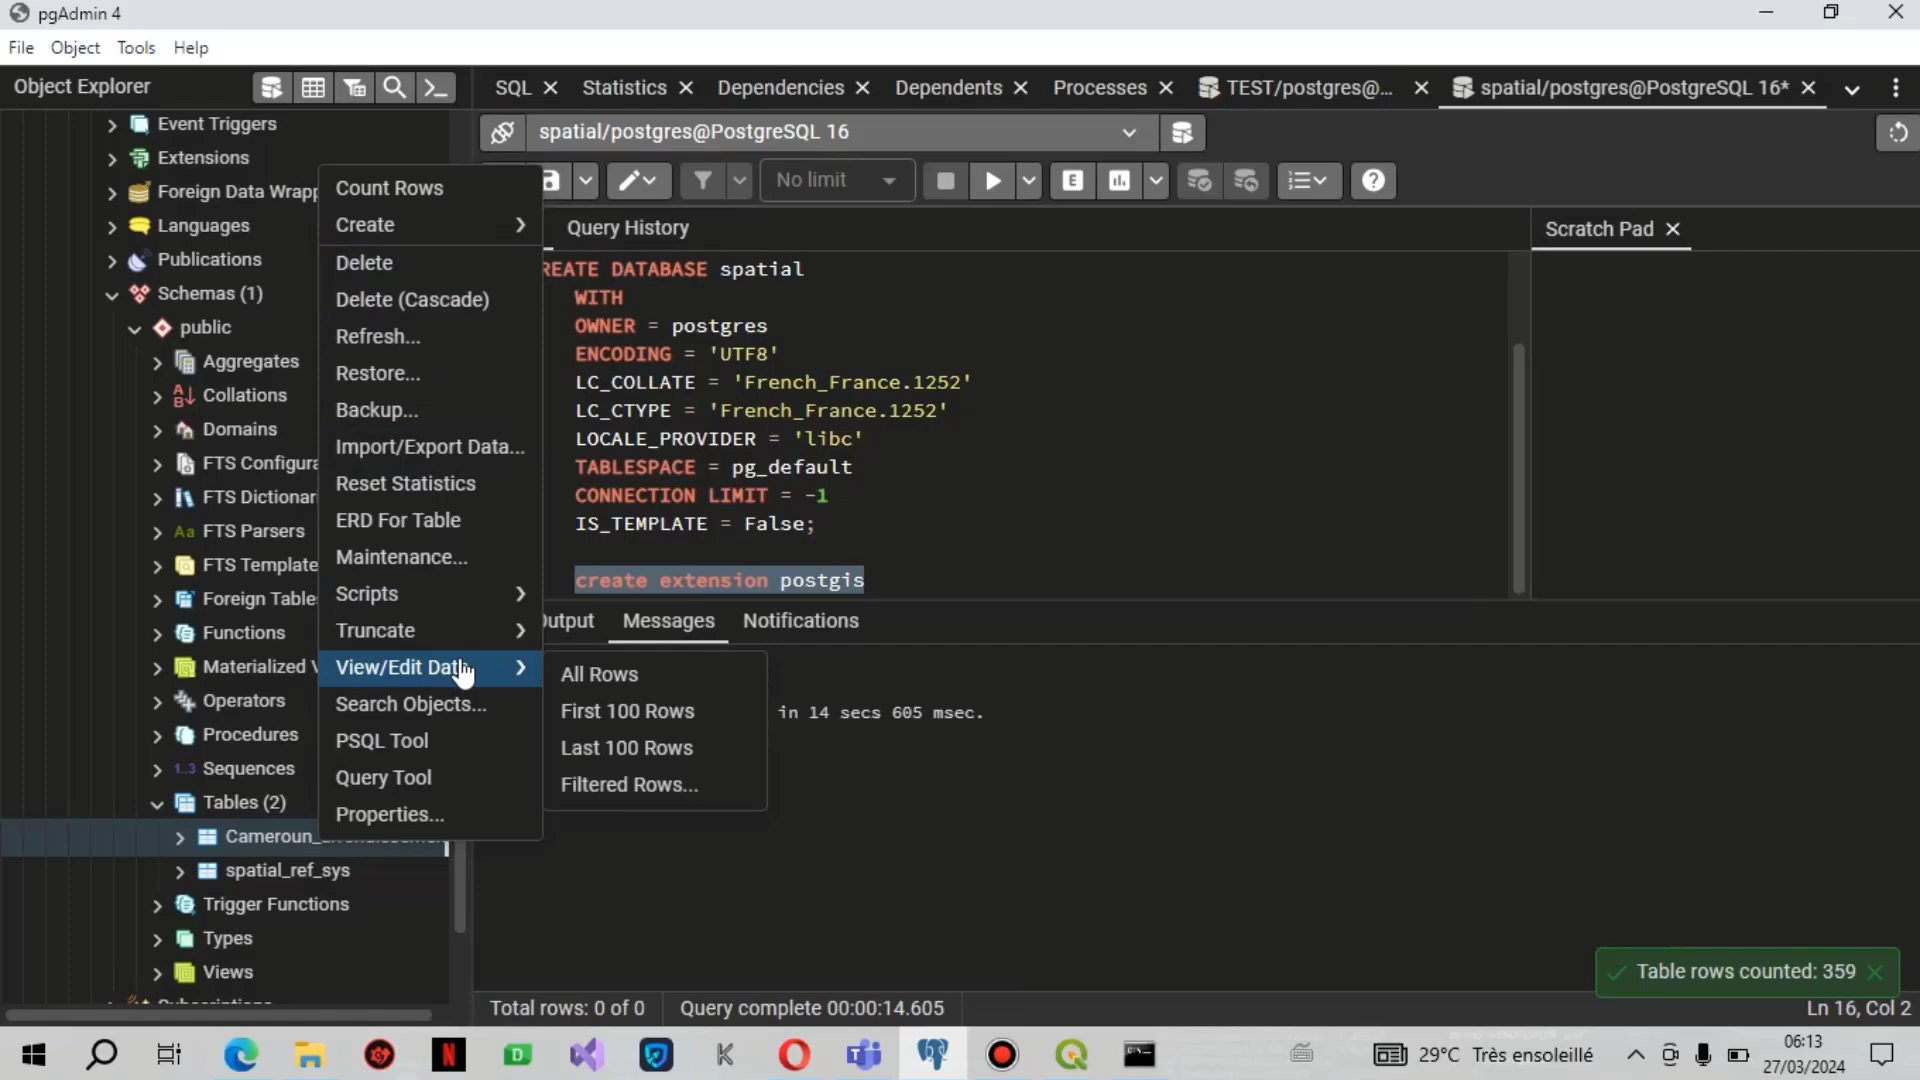 pgAdmin 4
File Object Tools Help
Object Explorer
SQL Statistics Dependencies Dependents Processes TEST/postgres@... spatial/postgres@PostgreSQL 16*
spatial/postgres@PostgreSQL 16
No limit
E
Query History
Scratch Pad
Event Triggers
Extensions
Foreign Data Wrapp
Languages
Publications
Schemas (1)
public
Aggregates
Collations
Domains
FTS Configura
FTS Dictionar
Aa FTS Parsers
FTS Template
Foreign Table
Functions
Materialized V
Operators
Procedures
1..3 Sequences
Tables (2)
Cameroun_
spatial_ref_sys
Trigger Functions
Types
Views
Count Rows
Create
Delete
Delete (Cascade)
Refresh...
Restore...
Backup...
Import/Export Data...
Reset Statistics
ERD For Table
Maintenance...
Scripts
Truncate
View/Edit Dat
Search Objects...
PSQL Tool
Query Tool
Properties...
All Rows
First 100 Rows
Last 100 Rows
Filtered Rows...
REATE DATABASE spatial
WITH
OWNER = postgres
ENCODING = 'UTF8'
LC_COLLATE = 'French_France.1252'
LC_CTYPE = 'French_France.1252'
LOCALE_PROVIDER = 'libc'
TABLESPACE = pg_default
CONNECTION LIMIT = -1
IS_TEMPLATE = False;
create extension postgis
utput Messages Notifications
in 14 secs 605 msec.
Table rows counted: 359
Total rows: 0 of 0 Query complete 00:00:14.605 Ln 16, Col 2
29°C Très ensoleillé
06:13
27/03/2024